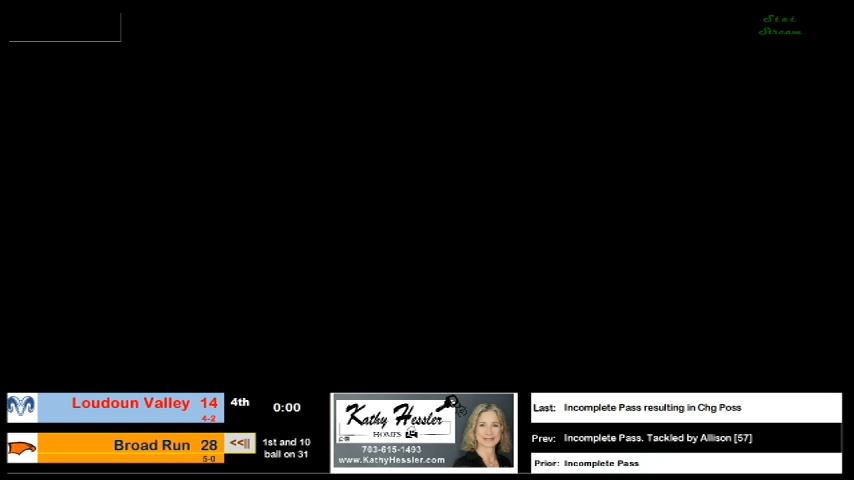 Stat
Stream
Loudoun Valley 14
4-2
4th
0:00
Broad Run 28
5-0
<<||
1st and 10
ball on 31
Kathy Hessler
HOMES
703-615-1493
www.KathyHessler.com
Last: Incomplete Pass resulting in Chg Poss
Prev: Incomplete Pass. Tackled by Allison [57]
Prior: Incomplete Pass